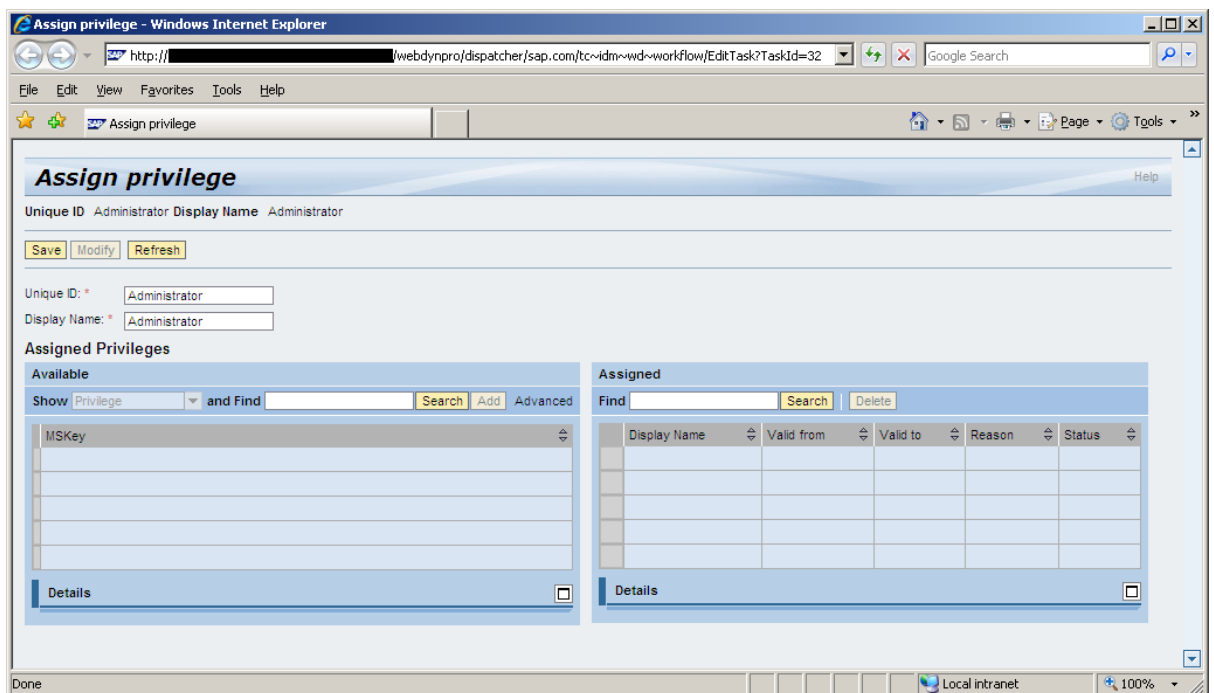 Assign privilege - Windows Internet Explorer
SAP http:// /webdynpro/dispatcher/sap.com/tc~idm~wd~workflow/EditTask?TaskId=32 Google Search
File Edit View Favorites Tools Help
SAP Assign privilege Page Tools »
Assign privilege Help
Unique ID Administrator Display Name Administrator
Save Modify Refresh
Unique ID: * Administrator
Display Name: * Administrator
Assigned Privileges
Available Assigned
Show Privilege and Find Search Add Advanced Find Search Delete
MSKey Display Name Valid from Valid to Reason Status
Details Details
Done Local intranet 100%